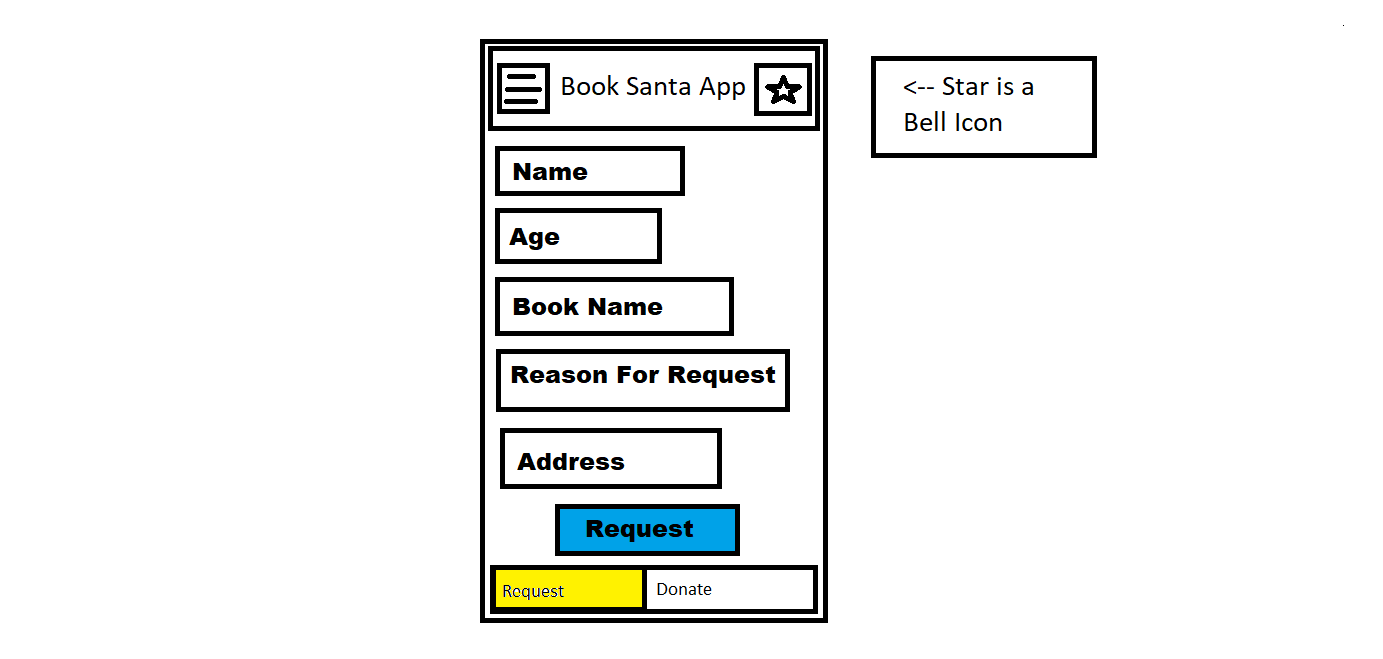 Book Santa App
<-- Star is a
Bell Icon
Name
Age
Book Name
Reason For Request
Address
Request
Request
Donate